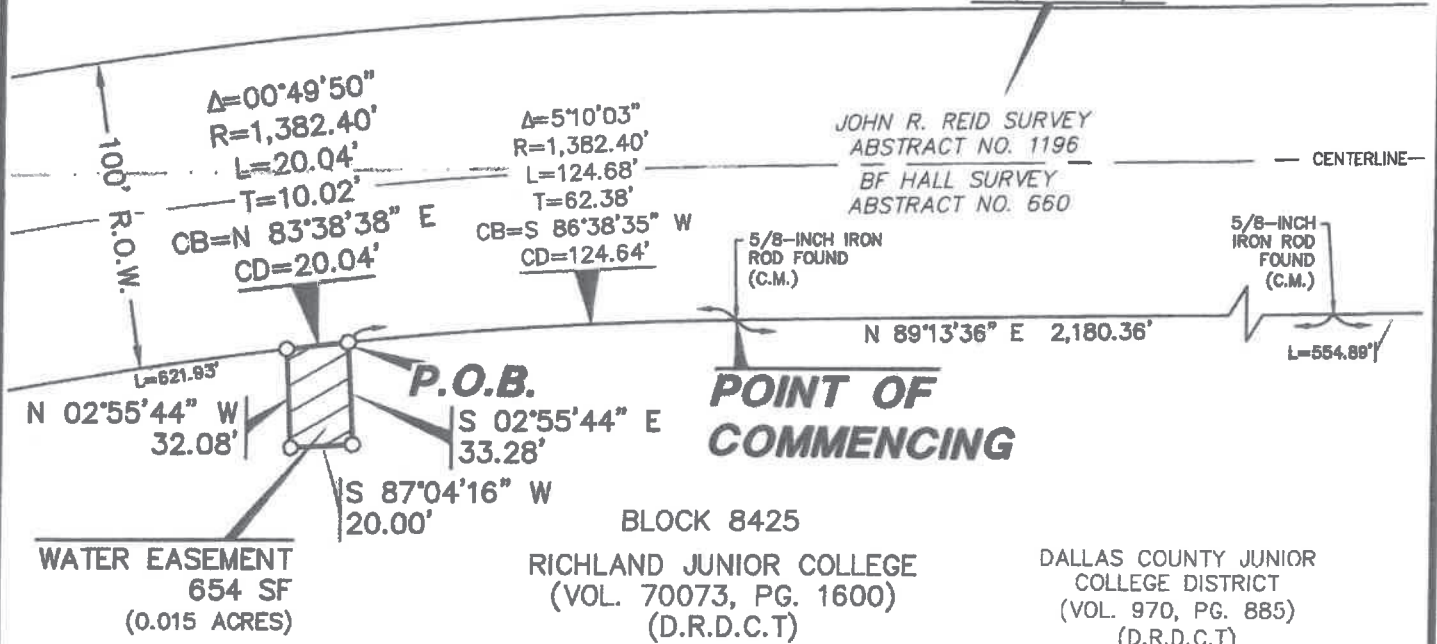 100' R.O.W.
Δ=00°49'50"
R=1,382.40'
L=20.04'
T=10.02'
CB=N 83°38'38" E
CD=20.04'
Δ=5°10'03"
R=1,382.40'
L=124.68'
T=62.38'
CB=S 86°38'35" W
CD=124.64'
JOHN R. REID SURVEY
ABSTRACT NO. 1196
BF HALL SURVEY
ABSTRACT NO. 660
CENTERLINE
5/8-INCH IRON
ROD FOUND
(C.M.)
5/8-INCH
IRON ROD
FOUND
(C.M.)
N 89°13'36" E 2,180.36'
L=554.89'
L=621.93'
P.O.B.
POINT OF
COMMENCING
N 02°55'44" W
32.08'
S 02°55'44" E
33.28'
S 87°04'16" W
20.00'
WATER EASEMENT
654 SF
(0.015 ACRES)
BLOCK 8425
RICHLAND JUNIOR COLLEGE
(VOL. 70073, PG. 1600)
(D.R.D.C.T)
DALLAS COUNTY JUNIOR
COLLEGE DISTRICT
(VOL. 970, PG. 885)
(D.R.D.C.T)